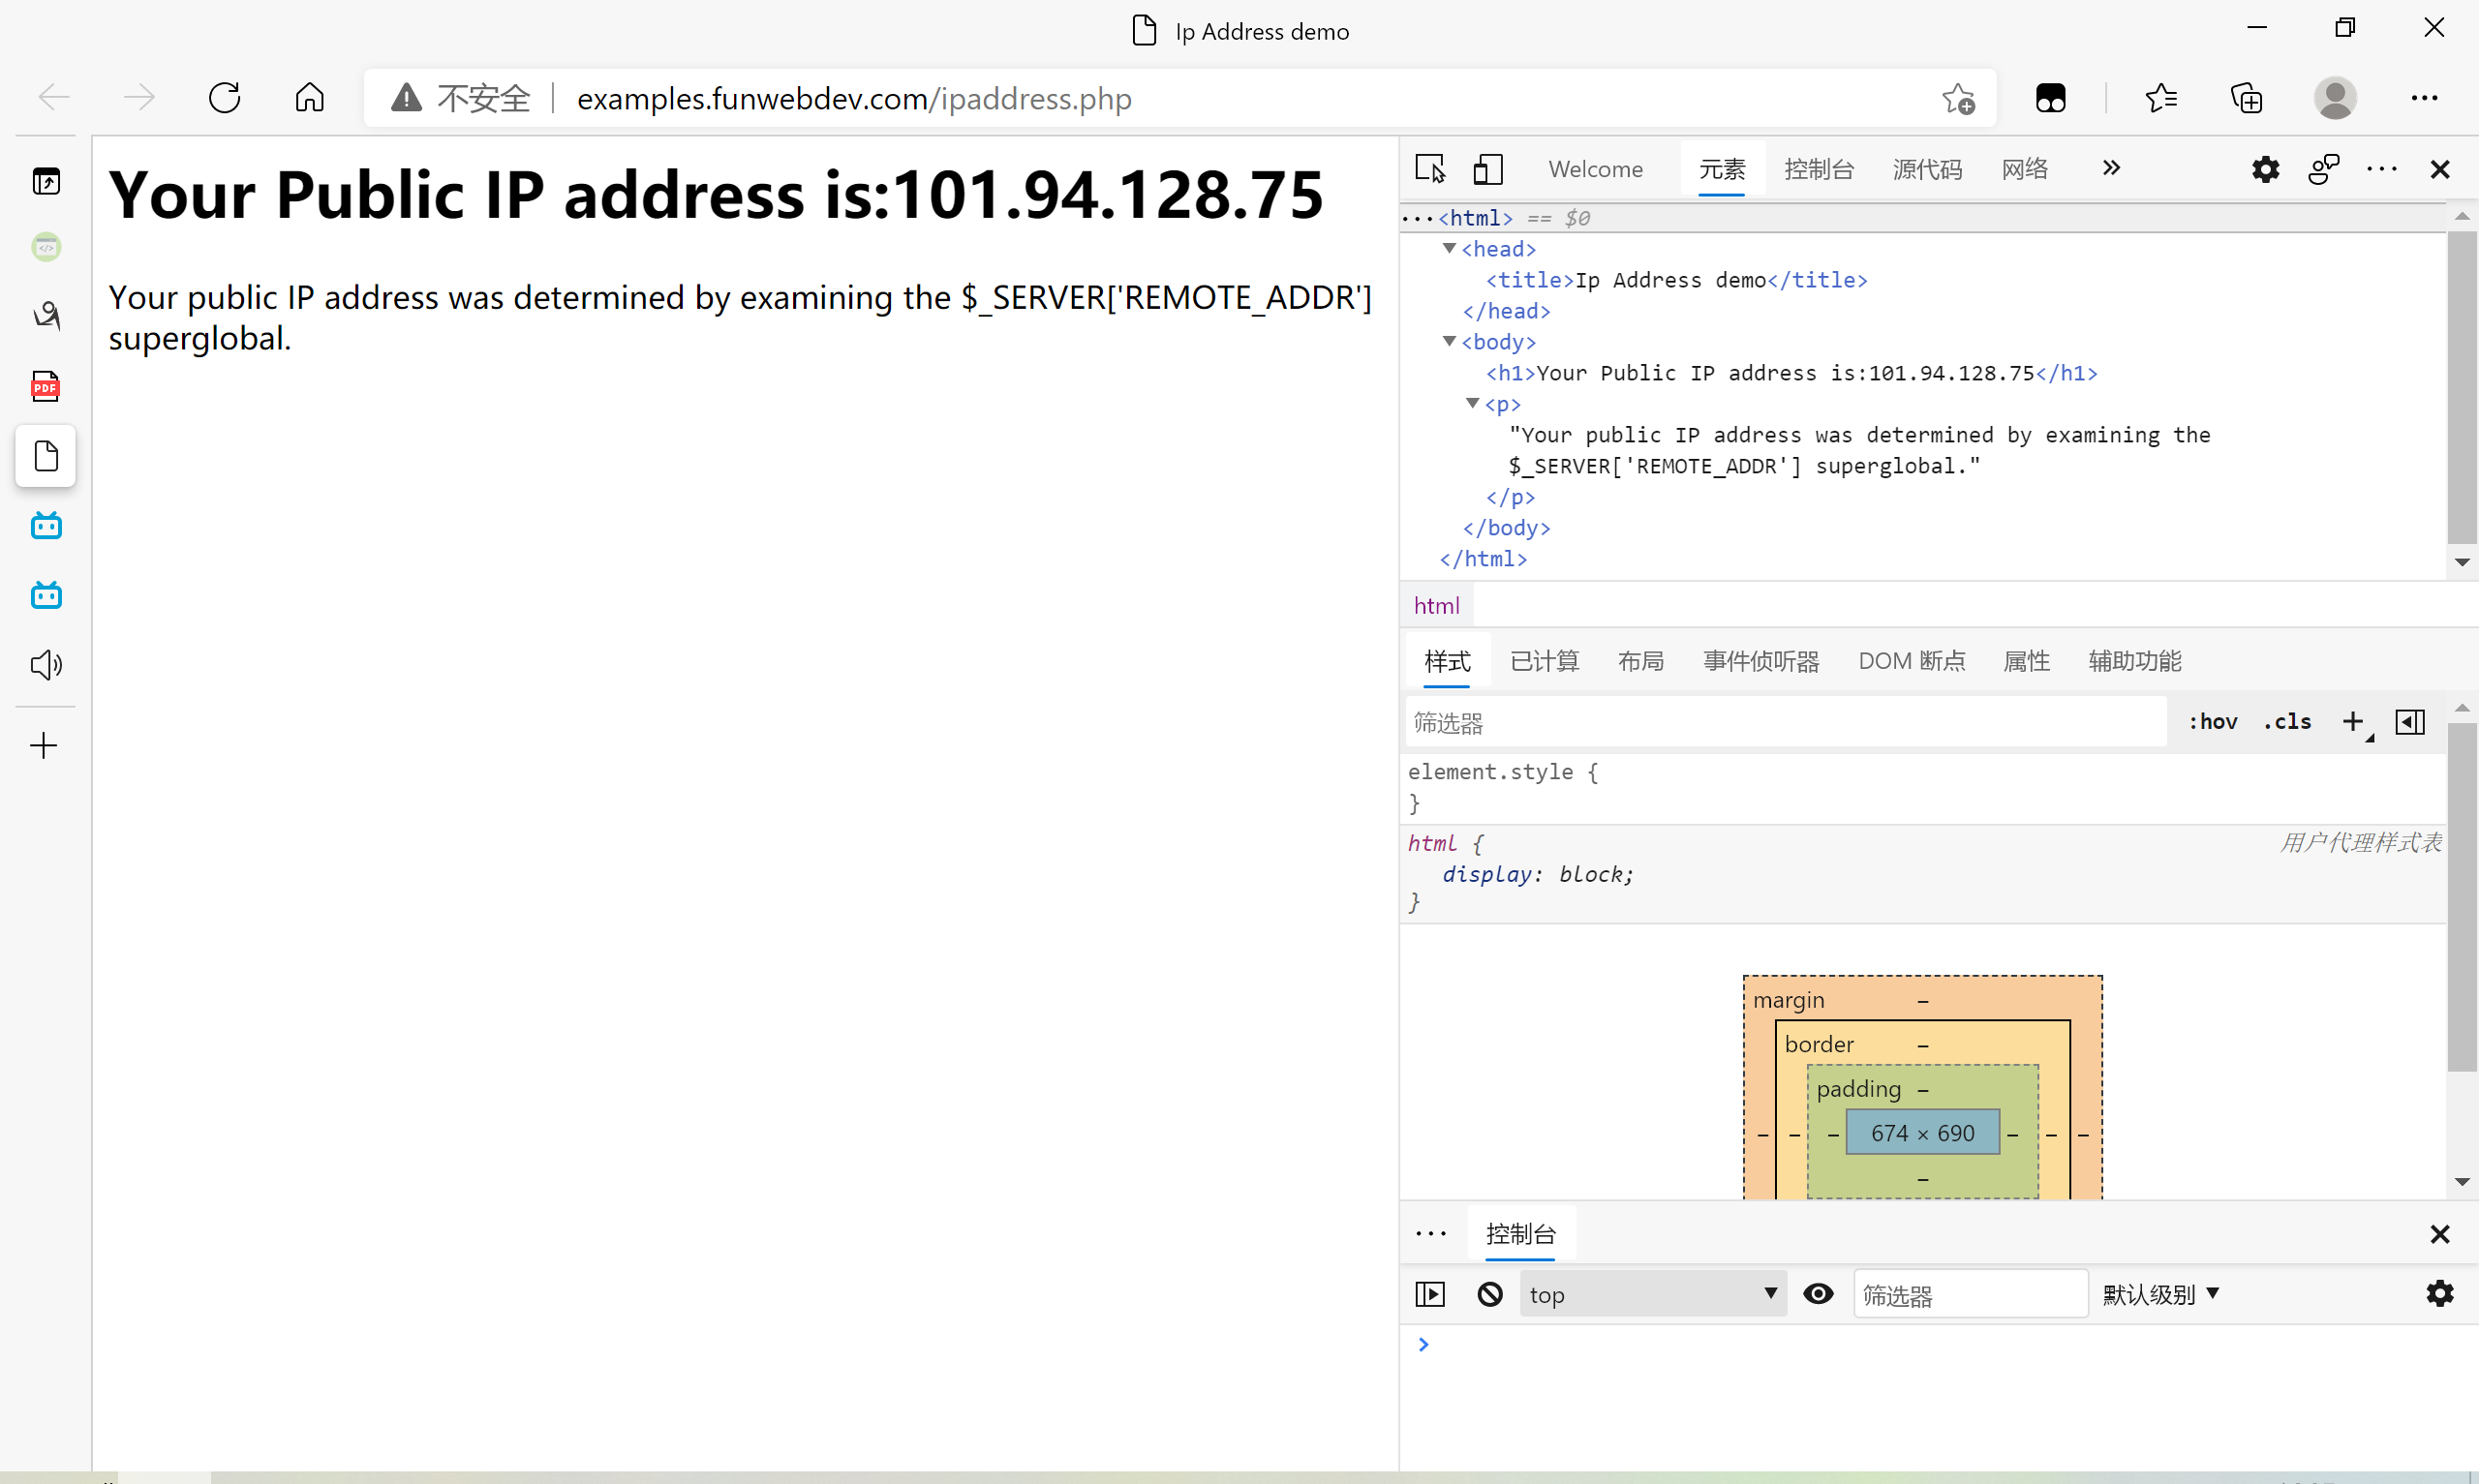 Ip Address demo
不安全 examples.funwebdev.com/ipaddress.php
Your Public IP address is:101.94.128.75
Your public IP address was determined by examining the $_SERVER['REMOTE_ADDR']
superglobal.
PDF
Welcome 元素 控制台 源代码 网络
···<html> == $0
<head>
<title>Ip Address demo</title>
</head>
<body>
<h1>Your Public IP address is:101.94.128.75</h1>
<p>
"Your public IP address was determined by examining the
$_SERVER['REMOTE_ADDR'] superglobal."
</p>
</body>
</html>
html
样式 已计算 布局 事件侦听器 DOM 断点 属性 辅助功能
筛选器 :hov .cls
element.style {
}
html { 用户代理样式表
display: block;
}
margin –
border –
padding –
– – – 674 × 690 – – –
–
控制台
top 筛选器 默认级别